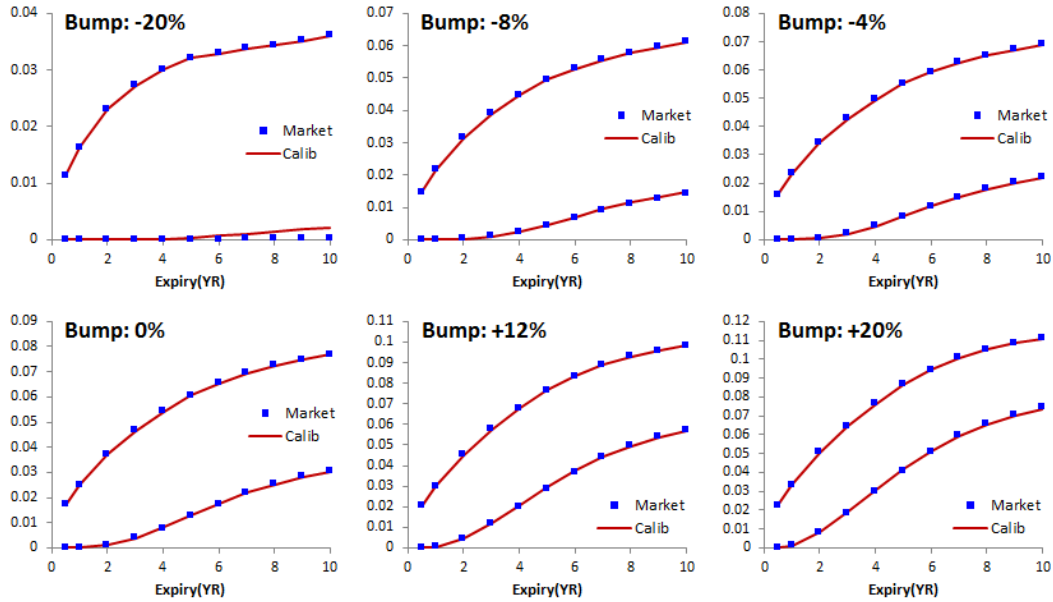 Bump: -20%
0.04
0.03
0.02
0.01
0
Market
Calib
0 2 4 6 8 10
Expiry(YR)
Bump: -8%
0.07
0.06
0.05
0.04
0.03
0.02
0.01
0
Market
Calib
0 2 4 6 8 10
Expiry(YR)
Bump: -4%
0.08
0.07
0.06
0.05
0.04
0.03
0.02
0.01
0
Market
Calib
0 2 4 6 8 10
Expiry(YR)
Bump: 0%
0.09
0.08
0.07
0.06
0.05
0.04
0.03
0.02
0.01
0
Market
Calib
0 2 4 6 8 10
Expiry(YR)
Bump: +12%
0.11
0.1
0.09
0.08
0.07
0.06
0.05
0.04
0.03
0.02
0.01
0
Market
Calib
0 2 4 6 8 10
Expiry(YR)
Bump: +20%
0.12
0.11
0.1
0.09
0.08
0.07
0.06
0.05
0.04
0.03
0.02
0.01
0
Market
Calib
0 2 4 6 8 10
Expiry(YR)